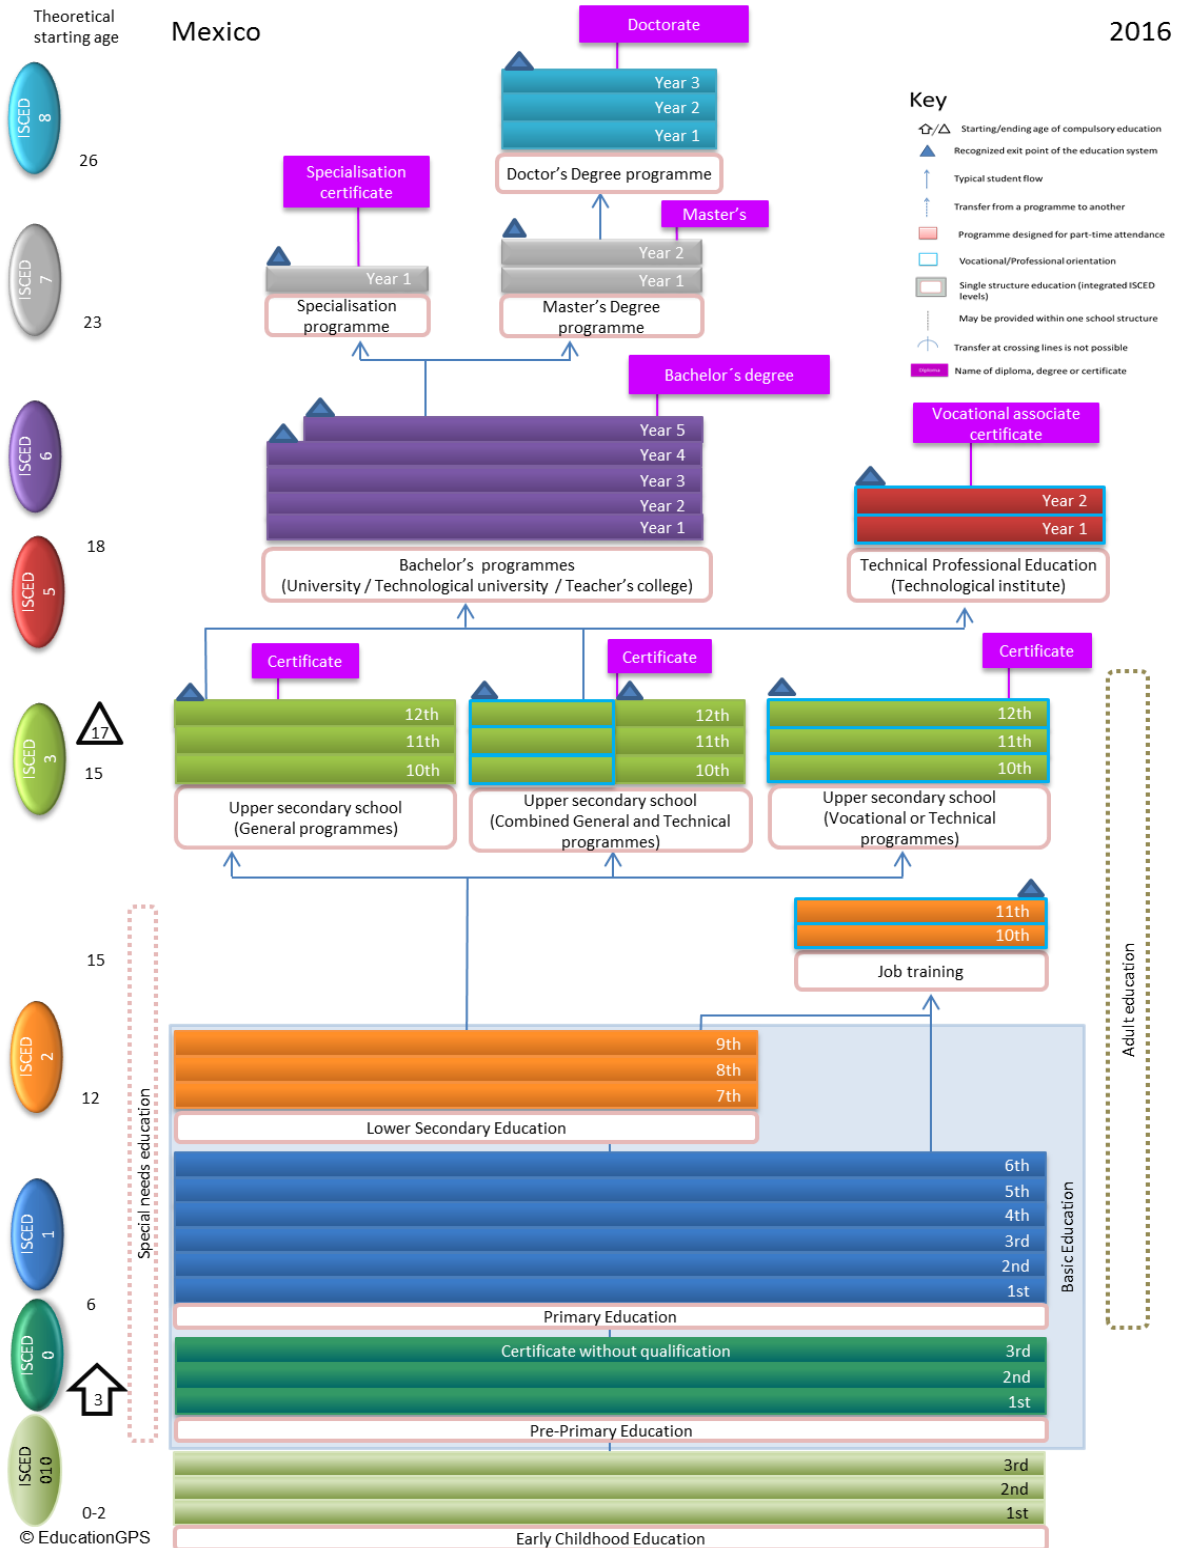 Theoretical
starting age
Mexico
2016
Doctorate
ISCED
8
Year 3
Year 2
Year 1
26
Doctor's Degree programme
Key
Starting/ending age of compulsory education
Recognized exit point of the education system
Typical student flow
Transfer from a programme to another
Programme designed for part-time attendance
Vocational/Professional orientation
Single structure education (integrated ISCED
levels)
May be provided within one school structure
Transfer at crossing lines is not possible
Diploma
Name of diploma, degree or certificate
Specialisation
certificate
Master's
ISCED
7
Year 1
Year 2
Year 1
23
Specialisation
programme
Master's Degree
programme
Bachelor´s degree
Vocational associate
certificate
ISCED
6
Year 5
Year 4
Year 3
Year 2
Year 1
Year 2
Year 1
18
ISCED
5
Bachelor's programmes
(University / Technological university / Teacher's college)
Technical Professional Education
(Technological institute)
Certificate
Certificate
Certificate
ISCED
3
17
15
12th
11th
10th
12th
11th
10th
12th
11th
10th
Upper secondary school
(General programmes)
Upper secondary school
(Combined General and Technical
programmes)
Upper secondary school
(Vocational or Technical
programmes)
11th
10th
15
Job training
Special needs education
Adult education
ISCED
2
9th
8th
7th
12
Lower Secondary Education
Basic Education
ISCED
1
6th
5th
4th
3rd
2nd
1st
6
Primary Education
ISCED
0
3
Certificate without qualification
3rd
2nd
1st
Pre-Primary Education
ISCED
010
3rd
2nd
1st
0-2
© EducationGPS
Early Childhood Education